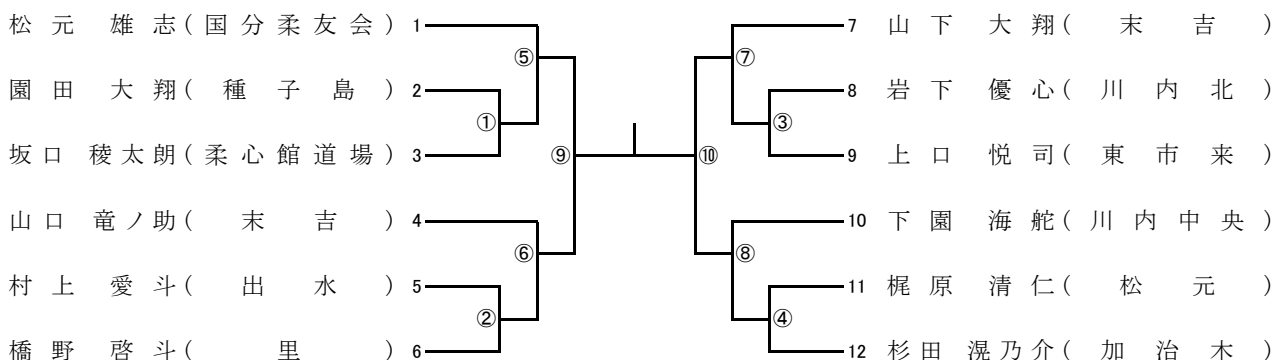 松元 雄志(国分柔友会) 1
園田 大翔(種子島) 2
坂口 稜太朗(柔心館道場) 3
山口 竜ノ助(末吉) 4
村上 愛斗(出水) 5
橋野 啓斗(里) 6
⑤
①
⑨
⑥
②
⑦
③
⑩
⑧
④
7 山下 大翔(末吉)
8 岩下 優心(川内北)
9 上口 悦司(東市来)
10 下園 海舵(川内中央)
11 梶原 清仁(松元)
12 杉田 滉乃介(加治木)